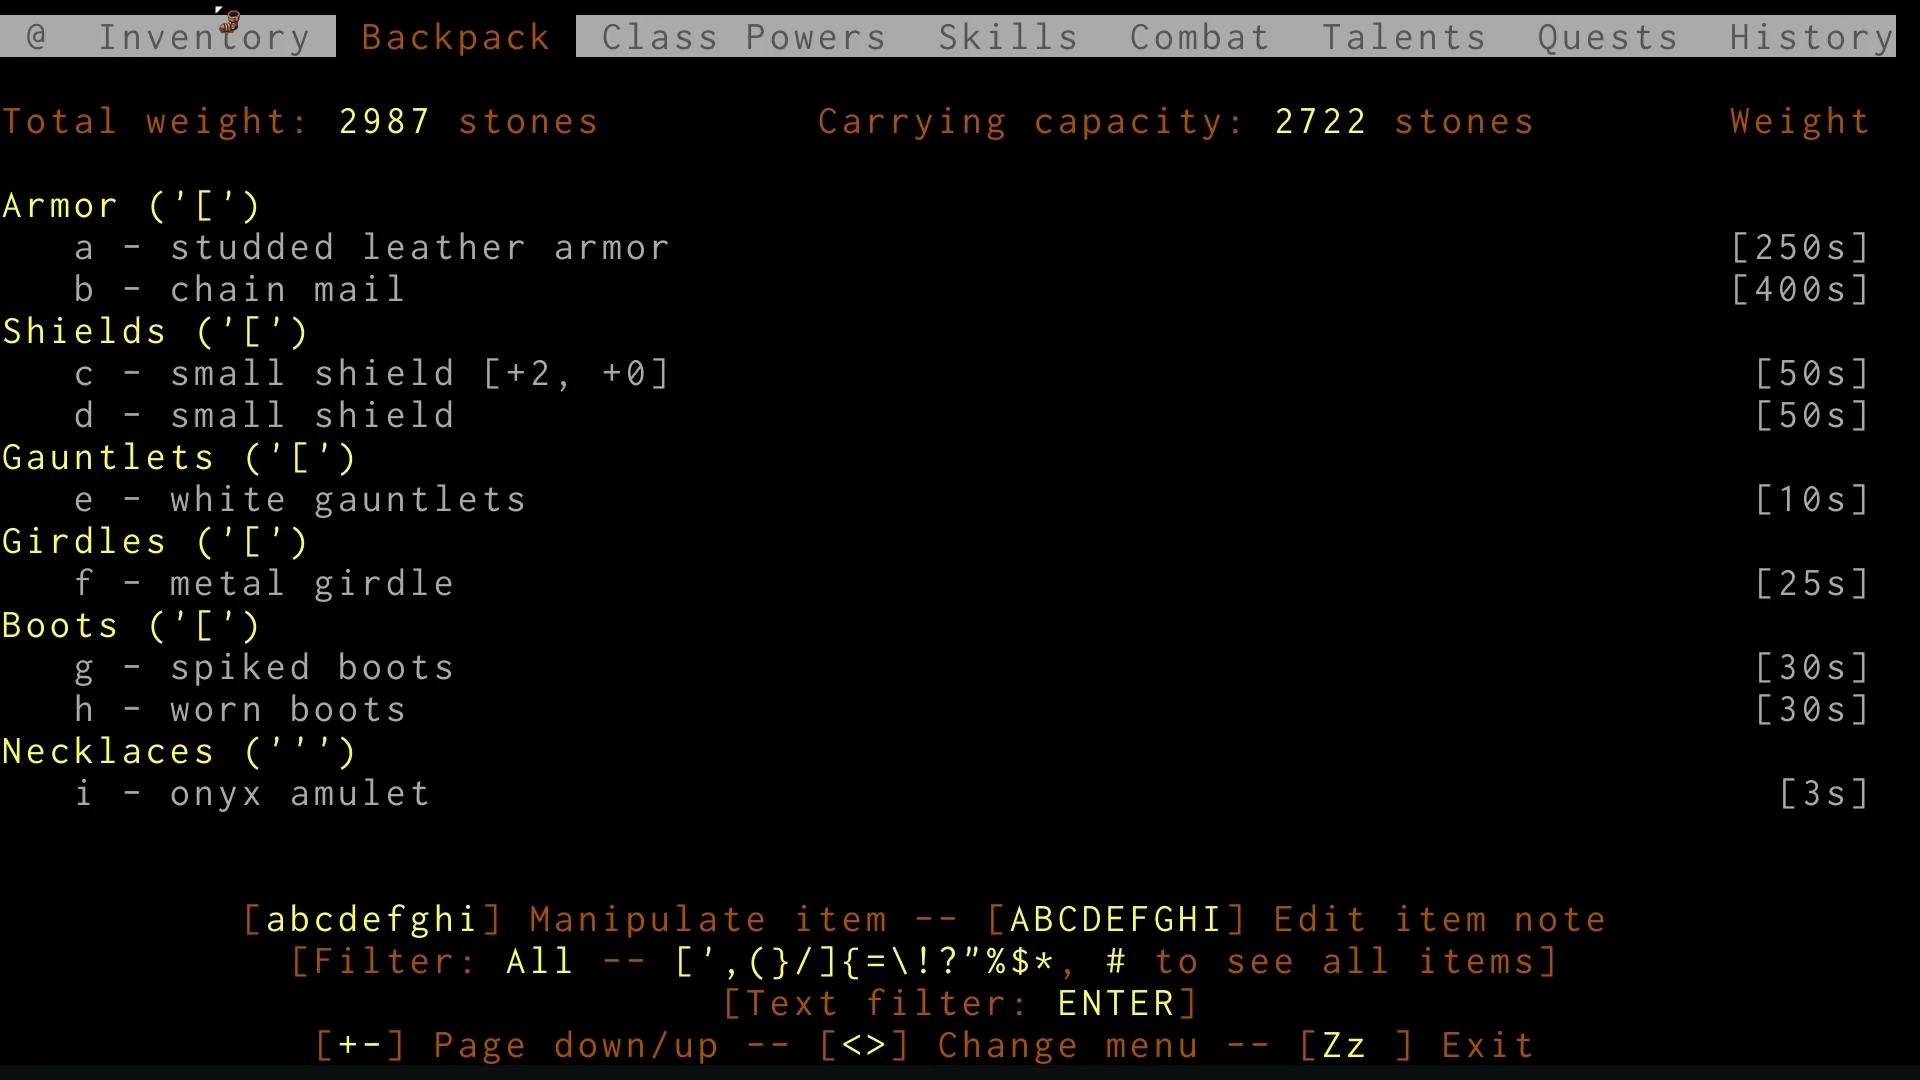 @ Inventory Backpack Class Powers Skills Combat Talents Quests History
Total weight: 2987 stones Carrying capacity: 2722 stones Weight
Armor ('[')
a - studded leather armor [250s]
b - chain mail [400s]
Shields ('[')
c - small shield [+2, +0] [50s]
d - small shield [50s]
Gauntlets ('[')
e - white gauntlets [10s]
Girdles ('[')
f - metal girdle [25s]
Boots ('[')
g - spiked boots [30s]
h - worn boots [30s]
Necklaces (''')
i - onyx amulet [3s]
[abcdefghi] Manipulate item -- [ABCDEFGHI] Edit item note
[Filter: All -- [',(}/]{=\!?"%$*, # to see all items]
[Text filter: ENTER]
[+-] Page down/up -- [<>] Change menu -- [Zz ] Exit